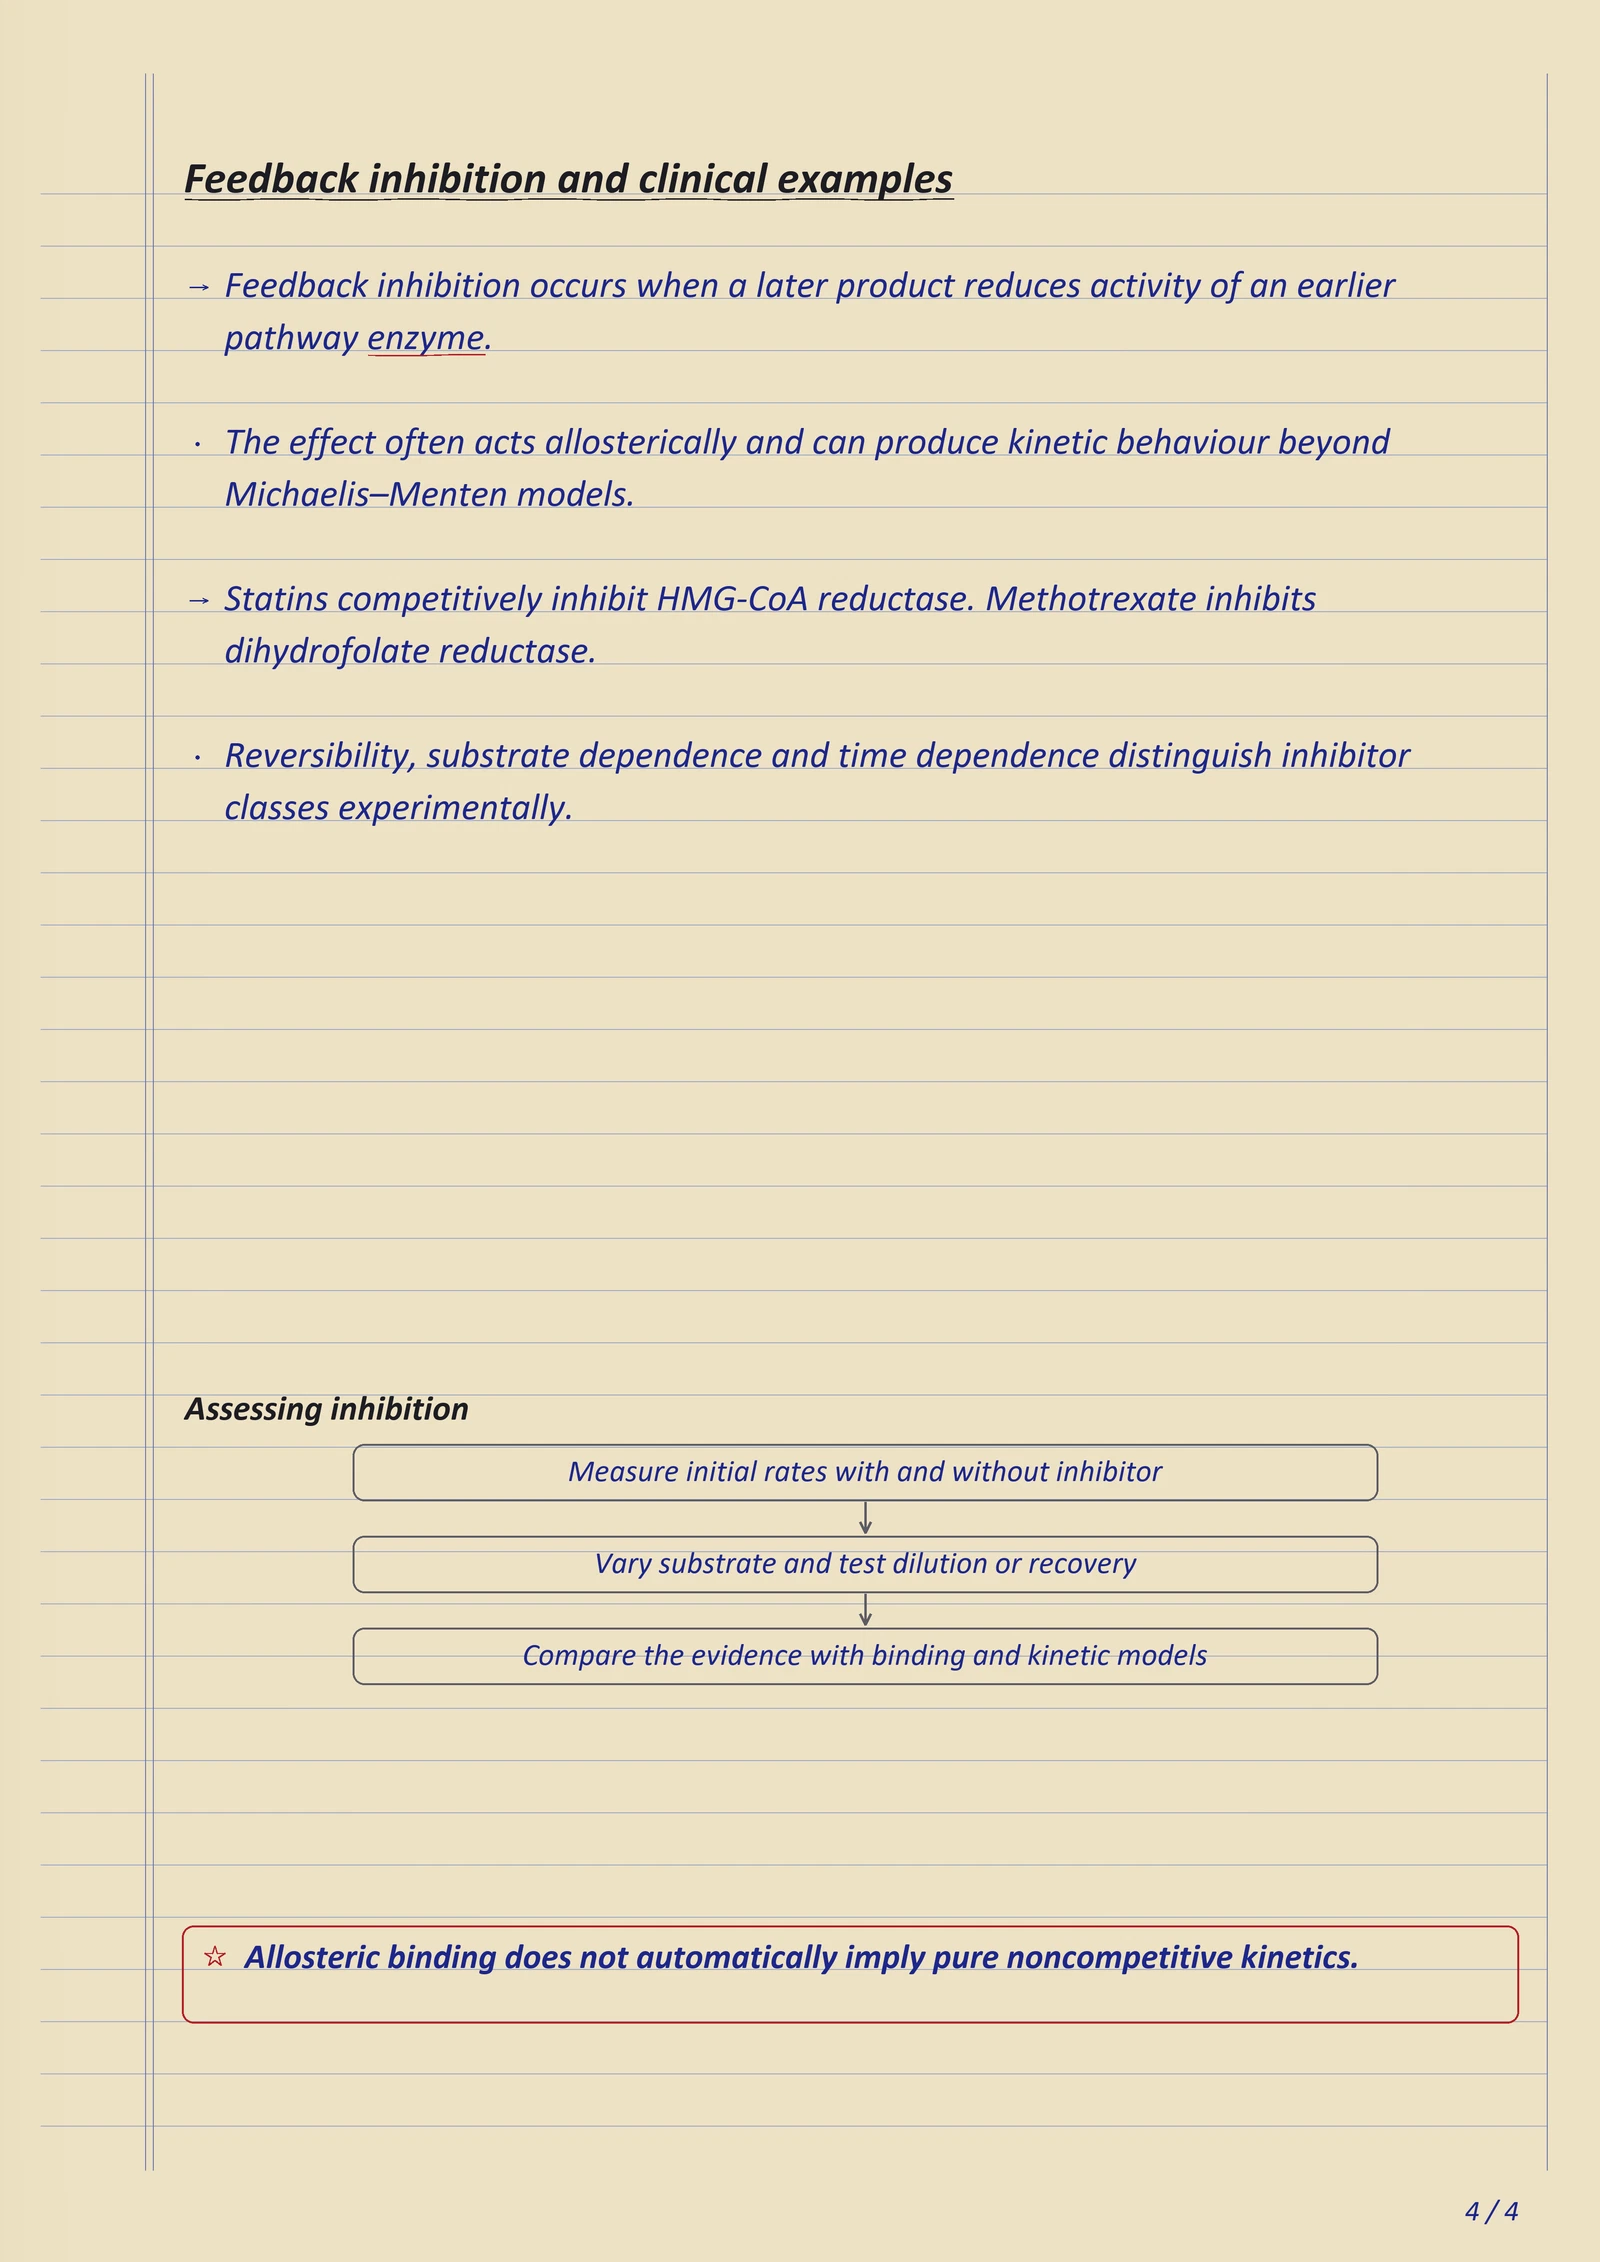 Feedback inhibition and clinical examples
→ Feedback inhibition occurs when a later product reduces activity of an earlier
pathway enzyme.
· The effect often acts allosterically and can produce kinetic behaviour beyond
Michaelis–Menten models.
→ Statins competitively inhibit HMG-CoA reductase. Methotrexate inhibits
dihydrofolate reductase.
· Reversibility, substrate dependence and time dependence distinguish inhibitor
classes experimentally.
Assessing inhibition
Measure initial rates with and without inhibitor
Vary substrate and test dilution or recovery
Compare the evidence with binding and kinetic models
☆ Allosteric binding does not automatically imply pure noncompetitive kinetics.
4 / 4